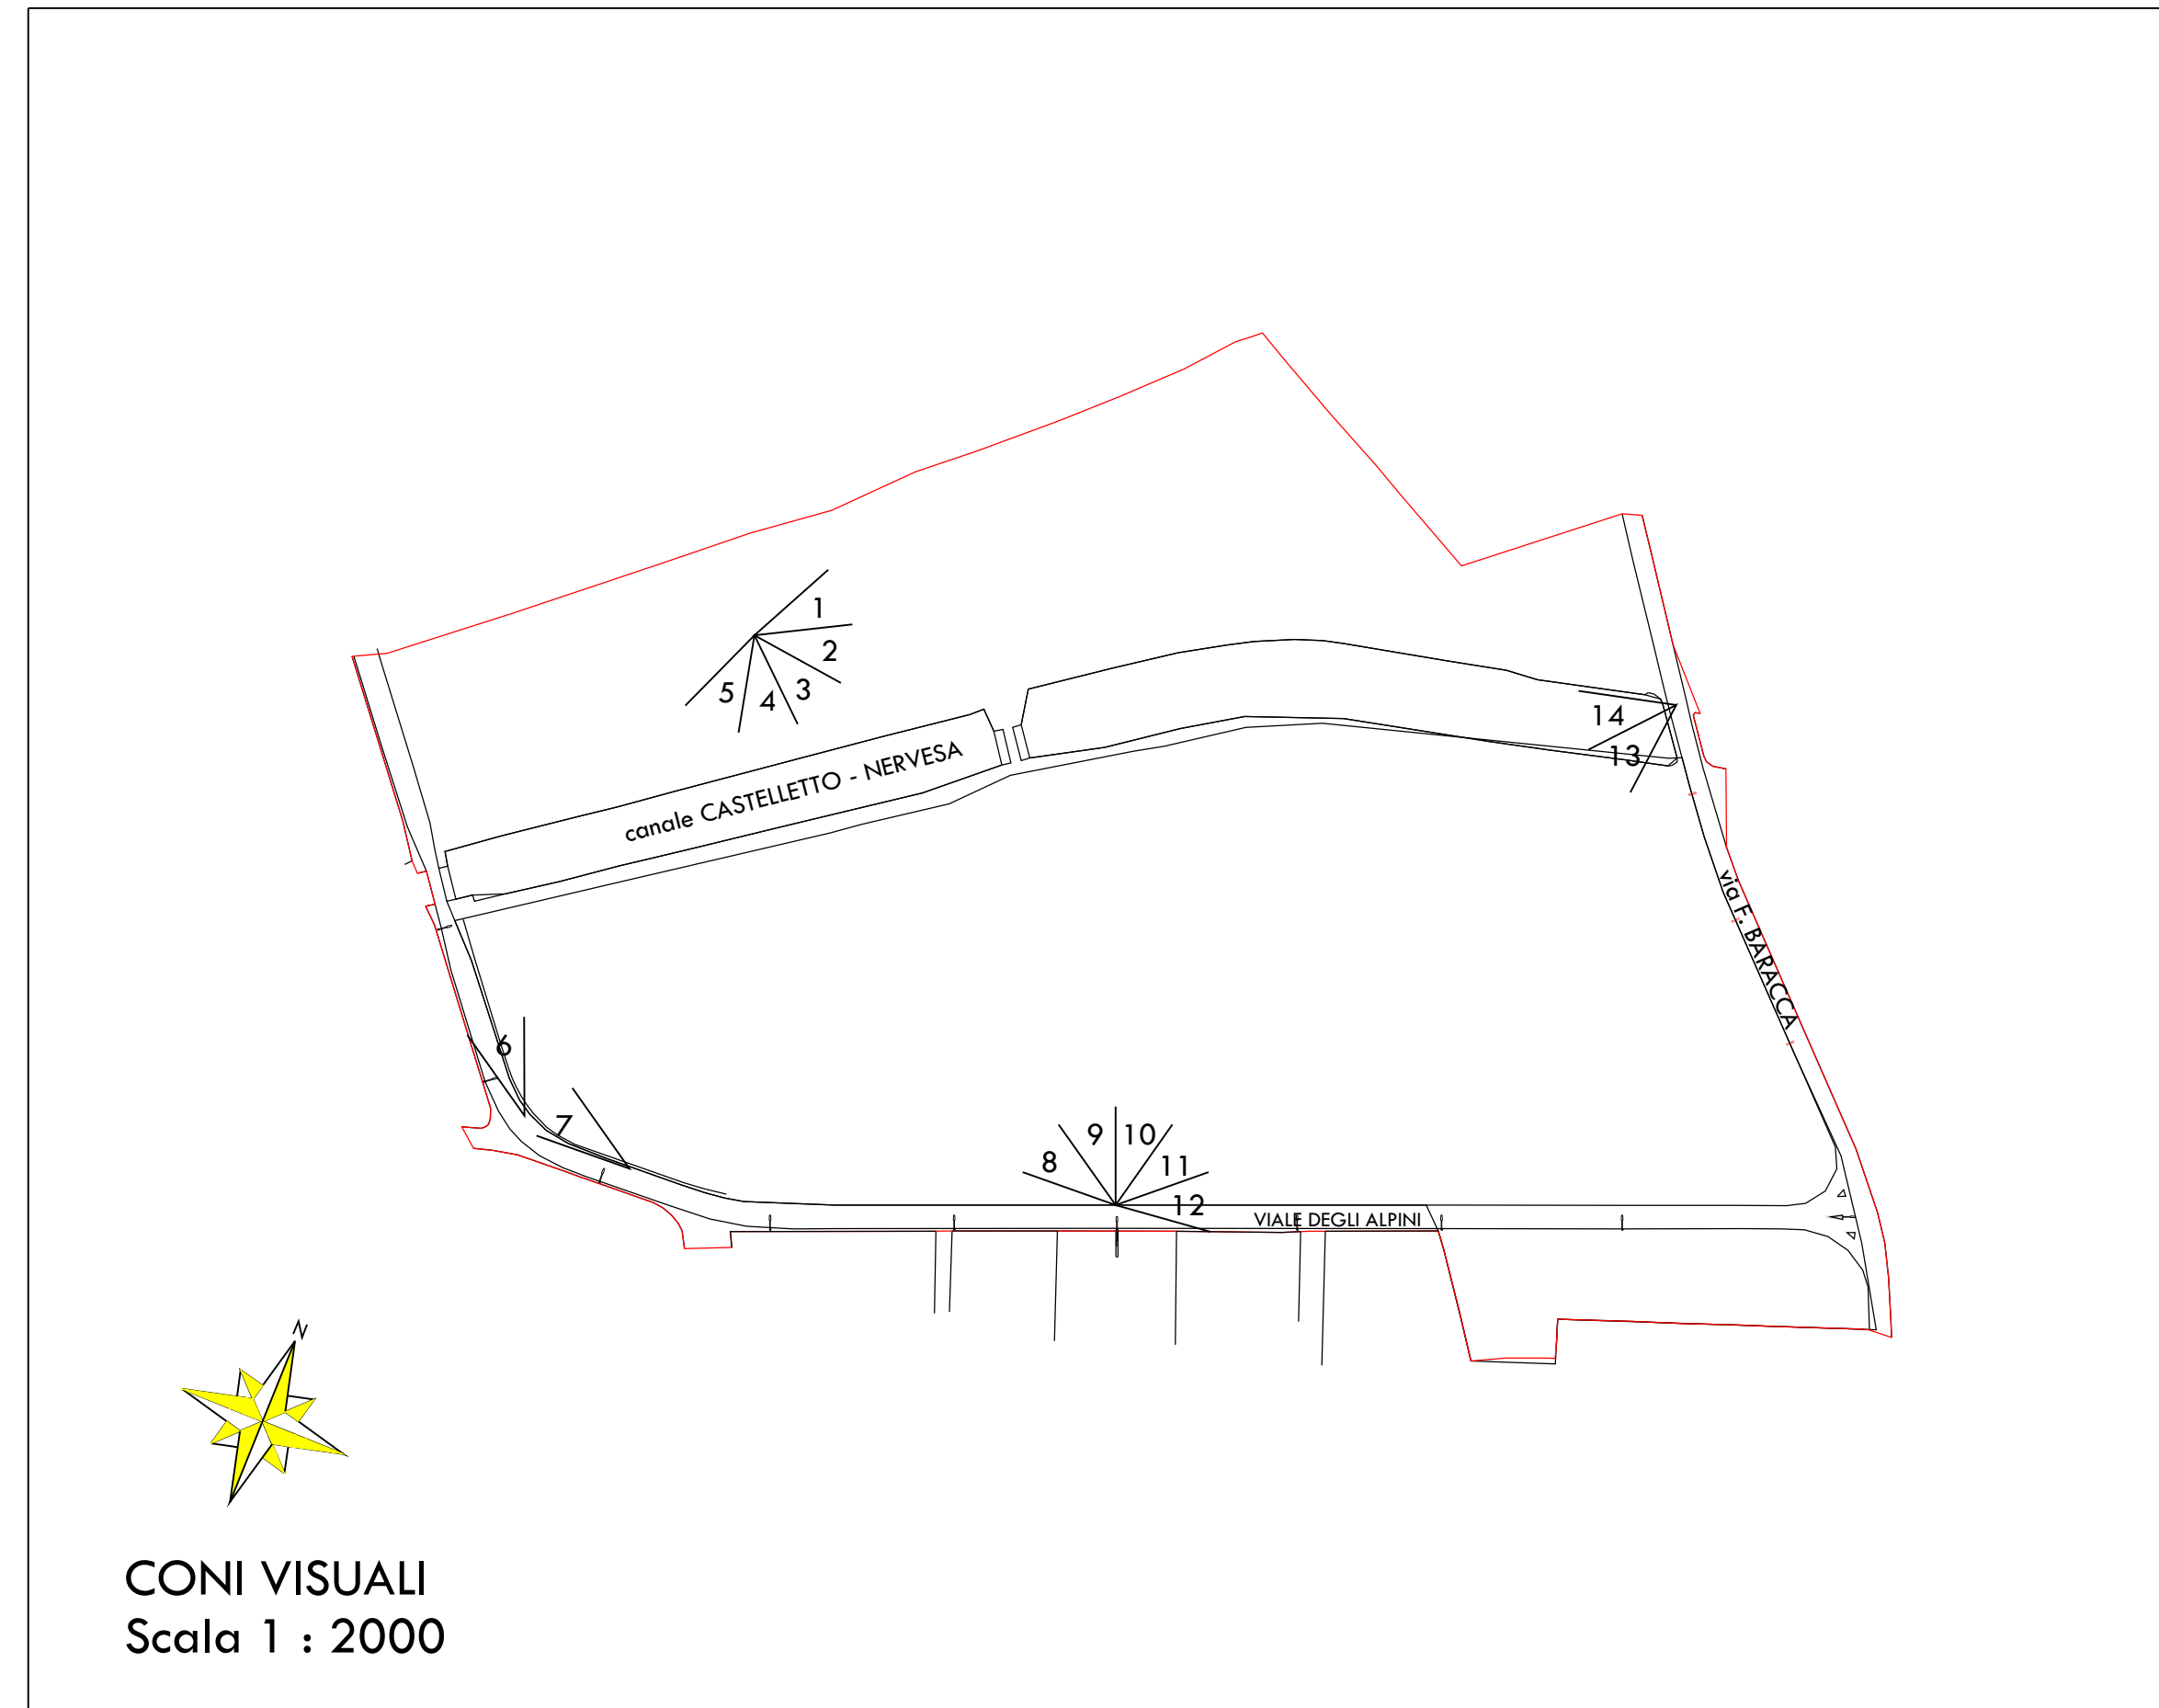 1
2
3
4
5
14
13
canale CASTELLETTO - NERVESA
via F. BARACCA
6
7
8
9
10
11
12
VIALE DEGLI ALPINI
N
CONI VISUALI
Scala 1 : 2000